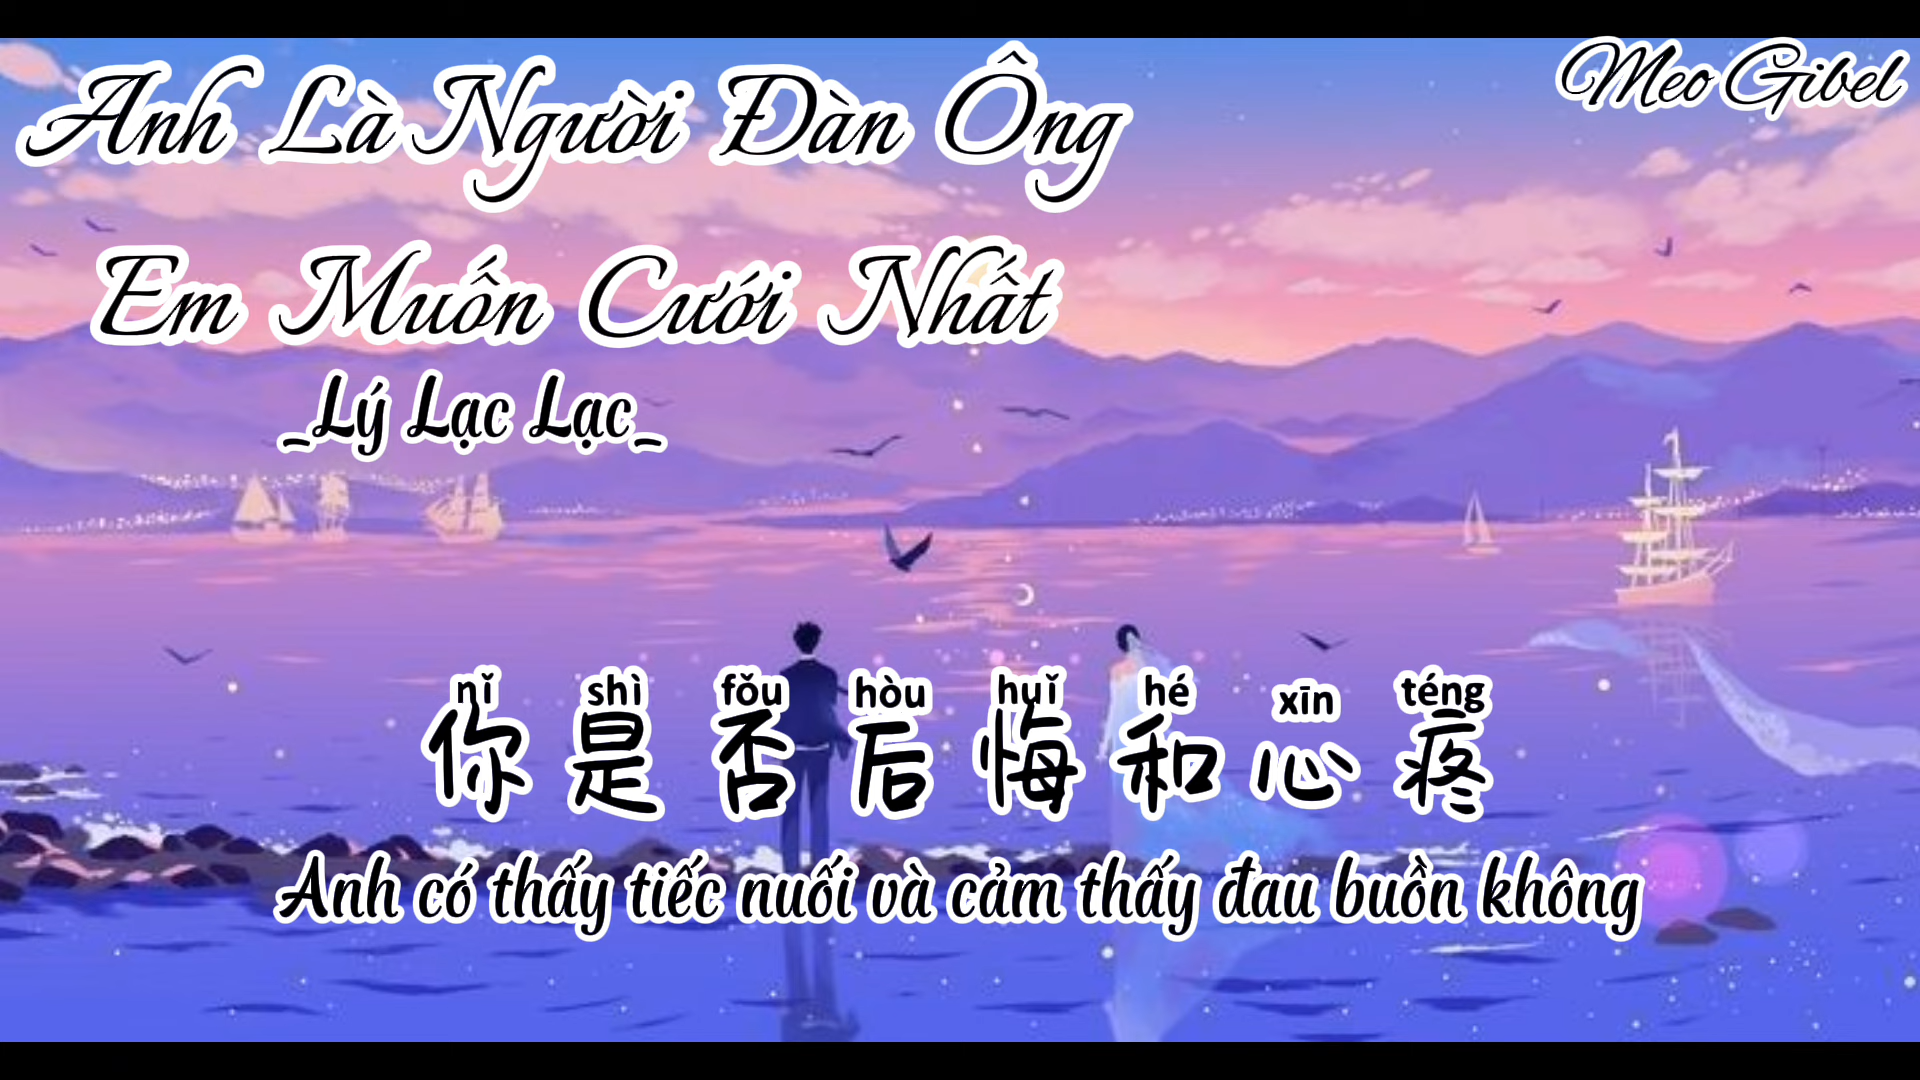 Anh Là Người Đàn Ông
Em Muốn Cưới Nhất
_Lý Lạc Lạc_
Meo Gibel
nǐ shì fǒu hòu huǐ hé xīn téng
你是否后悔和心疼
Anh có thấy tiếc nuối và cảm thấy đau buồn không